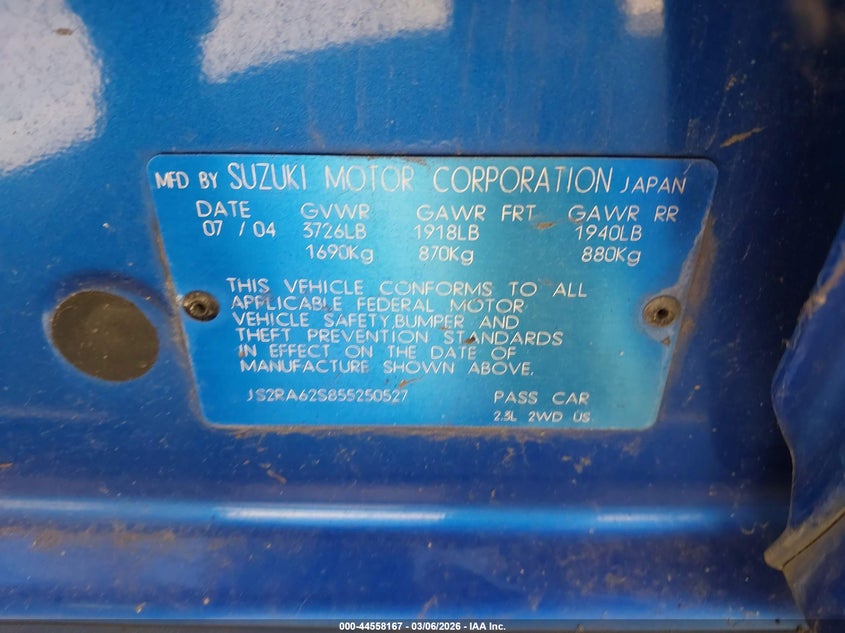 MFD BY SUZUKI MOTOR CORPORATION JAPAN
DATE GVWR GAWR FRT GAWR RR
07 / 04 3726LB 1918LB 1940LB
1690Kg 870Kg 880Kg
THIS VEHICLE CONFORMS TO ALL
APPLICABLE FEDERAL MOTOR
VEHICLE SAFETY,BUMPER AND
THEFT PREVENTION STANDARDS
IN EFFECT ON THE DATE OF
MANUFACTURE SHOWN ABOVE.
JS2RA62S855250527 PASS CAR
2.3L 2WD US.
000-44558167 - 03/06/2026 - IAA Inc.